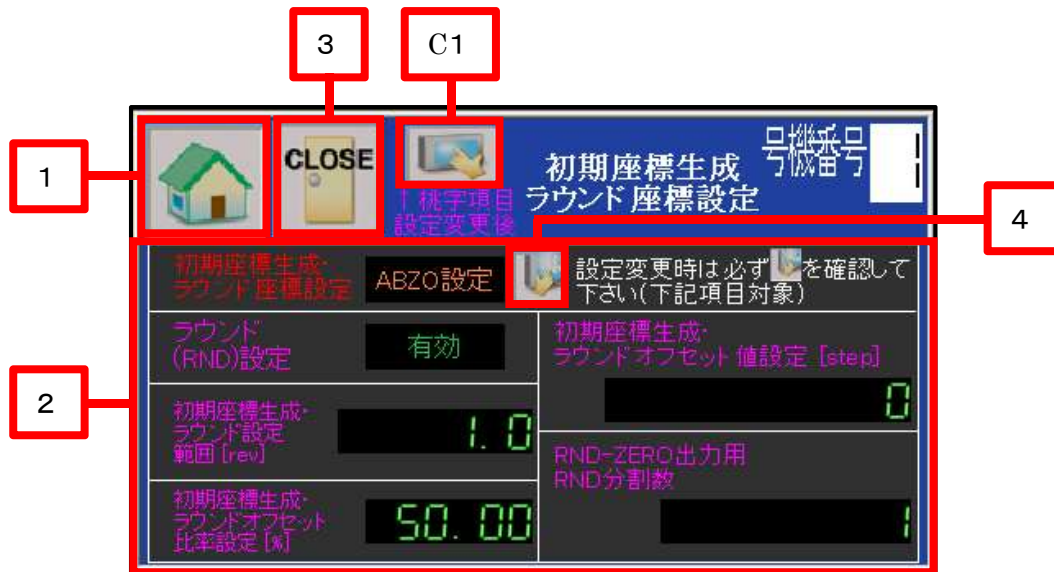 3
C1
1
CLOSE
初期座標生成
ラウンド座標設定
号機番号
1
↑桃字項目
設定変更後
4
初期座標生成・
ラウンド座標設定
ABZO設定
設定変更時は必ず を確認して
下さい(下記項目対象)
ラウンド
(RND)設定
有効
初期座標生成・
ラウンドオフセット値設定 [step]
0
2
初期座標生成・
ラウンド設定
範囲 [rev]
1.0
RND-ZERO出力用
RND分割数
1
初期座標生成・
ラウンドオフセット
比率設定 [%]
50.00